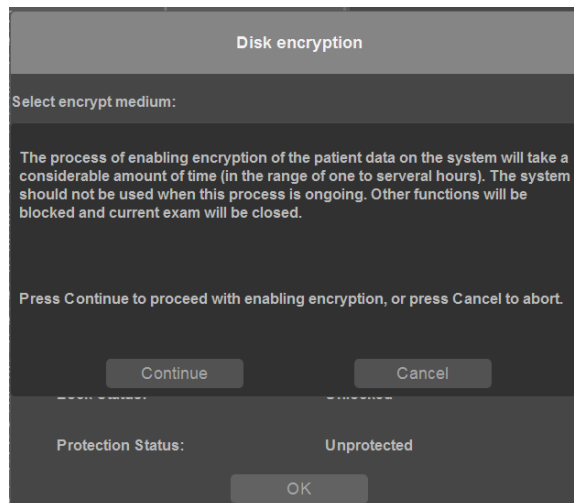 Disk encryption
Select encrypt medium:
The process of enabling encryption of the patient data on the system will take a
considerable amount of time (in the range of one to serveral hours). The system
should not be used when this process is ongoing. Other functions will be
blocked and current exam will be closed.
Press Continue to proceed with enabling encryption, or press Cancel to abort.
Continue Cancel
Lock Status: Unlocked
Protection Status: Unprotected
OK